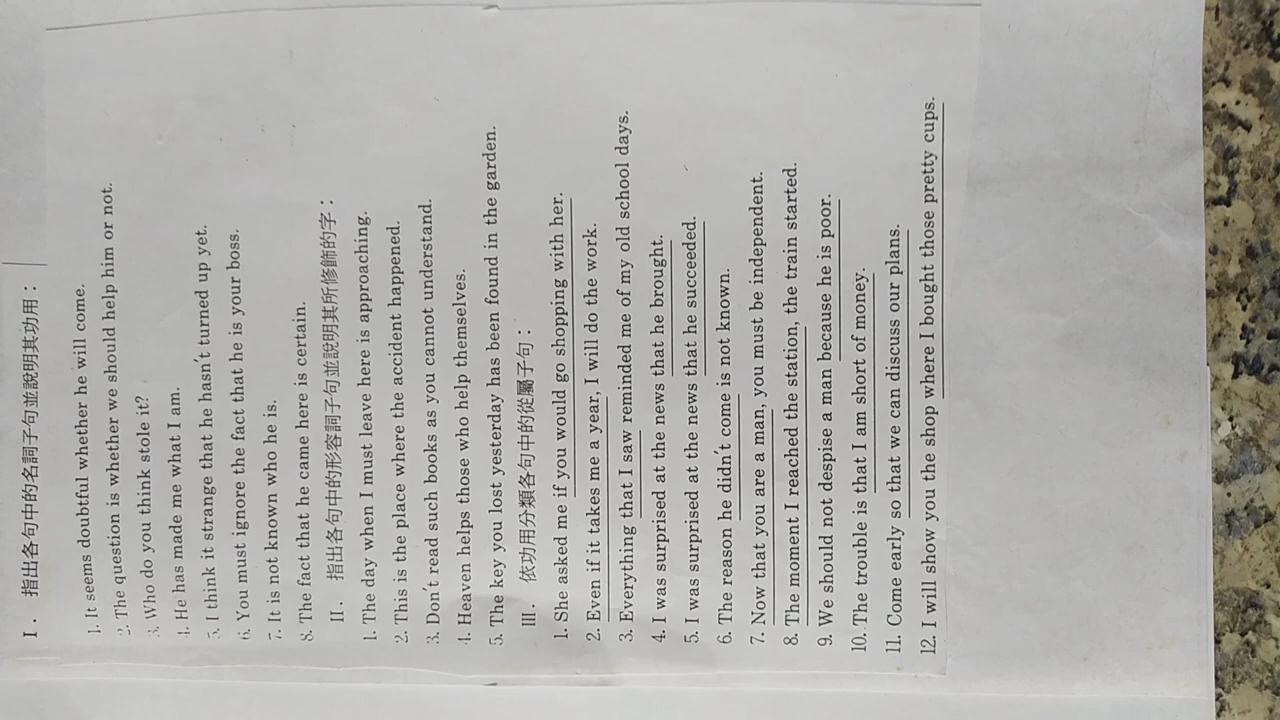 I. 指出各句中的名詞子句並說明其功用：
1. It seems doubtful whether he will come.
2. The question is whether we should help him or not.
3. Who do you think stole it?
4. He has made me what I am.
5. I think it strange that he hasn't turned up yet.
6. You must ignore the fact that he is your boss.
7. It is not known who he is.
8. The fact that he came here is certain.
II. 指出各句中的形容詞子句並說明其所修飾的字：
1. The day when I must leave here is approaching.
2. This is the place where the accident happened.
3. Don't read such books as you cannot understand.
4. Heaven helps those who help themselves.
5. The key you lost yesterday has been found in the garden.
III. 依功用分類各句中的從屬子句：
1. She asked me if you would go shopping with her.
2. Even if it takes me a year, I will do the work.
3. Everything that I saw reminded me of my old school days.
4. I was surprised at the news that he brought.
5. I was surprised at the news that he succeeded.
6. The reason he didn't come is not known.
7. Now that you are a man, you must be independent.
8. The moment I reached the station, the train started.
9. We should not despise a man because he is poor.
10. The trouble is that I am short of money.
11. Come early so that we can discuss our plans.
12. I will show you the shop where I bought those pretty cups.